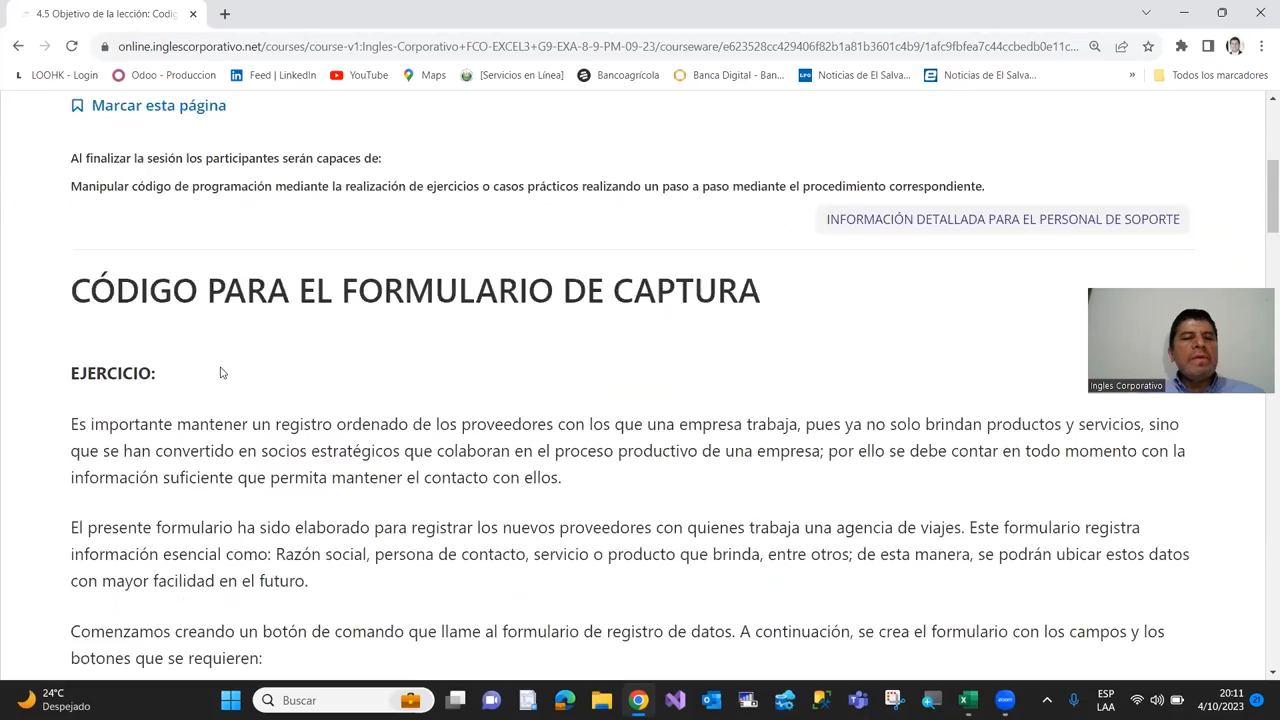 4.5 Objetivo de la lección: Codig
online.inglescorporativo.net/courses/course-v1:Ingles-Corporativo+FCO-EXCEL3+G9-EXA-8-9-PM-09-23/courseware/e623528cc429406f82b1a81b3601c4b9/1afc9fbfea7c44ccbedb0e11c...
LOOHK - Login
Odoo - Produccion
Feed | LinkedIn
YouTube
Maps
[Servicios en Línea]
Bancoagrícola
Banca Digital - Ban...
LPG
Noticias de El Salva...
Noticias de El Salva...
»
Todos los marcadores
Marcar esta página
Al finalizar la sesión los participantes serán capaces de:
Manipular código de programación mediante la realización de ejercicios o casos prácticos realizando un paso a paso mediante el procedimiento correspondiente.
INFORMACIÓN DETALLADA PARA EL PERSONAL DE SOPORTE
CÓDIGO PARA EL FORMULARIO DE CAPTURA
EJERCICIO:
Es importante mantener un registro ordenado de los proveedores con los que una empresa trabaja, pues ya no solo brindan productos y servicios, sino
que se han convertido en socios estratégicos que colaboran en el proceso productivo de una empresa; por ello se debe contar en todo momento con la
información suficiente que permita mantener el contacto con ellos.
El presente formulario ha sido elaborado para registrar los nuevos proveedores con quienes trabaja una agencia de viajes. Este formulario registra
información esencial como: Razón social, persona de contacto, servicio o producto que brinda, entre otros; de esta manera, se podrán ubicar estos datos
con mayor facilidad en el futuro.
Comenzamos creando un botón de comando que llame al formulario de registro de datos. A continuación, se crea el formulario con los campos y los
botones que se requieren:
Ingles Corporativo
24°C
Despejado
Buscar
zoom
ESP
LAA
20:11
4/10/2023
21